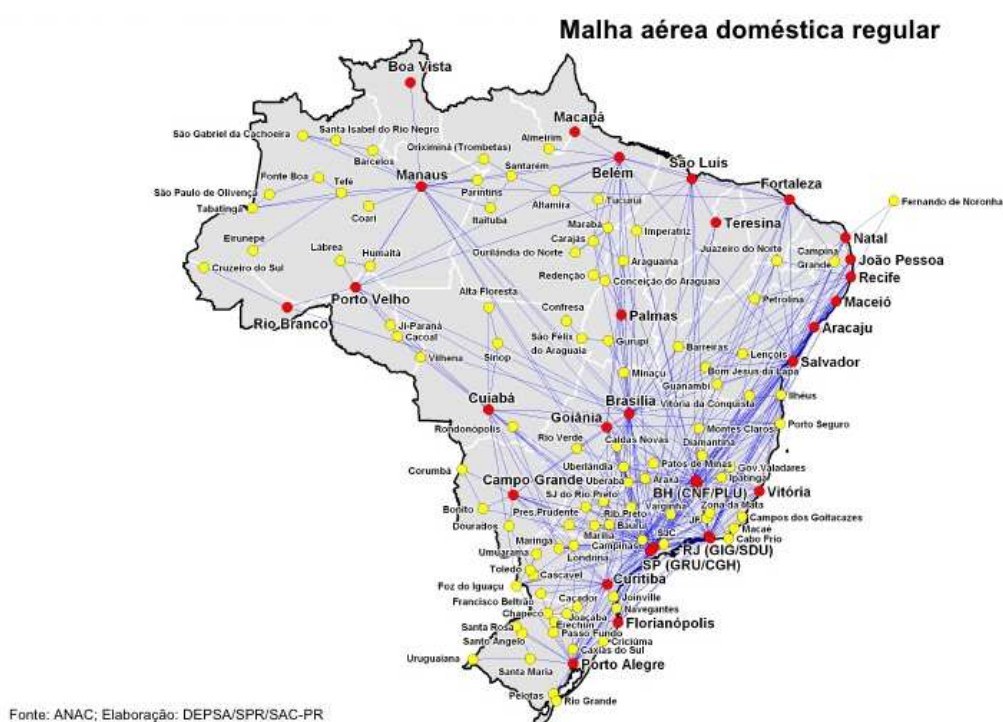 Malha aérea doméstica regular
Boa Vista
Macapá
São Gabriel da Cachoeira
Santa Isabel do Rio Negro
Almeirim
Oriximiná (Trombetas)
Barcelos
Santarém
Belém
São Luis
Fonte Boa
Tefé
Manaus
Fortaleza
São Paulo de Olivença
Parintins
Altamira
Tucuruí
Fernando de Noronha
Tabatinga
Coari
Itaituba
Marabá
Imperatriz
Teresina
Eirunepe
Labrea
Humaitá
Carajás
Juazeiro do Norte
Campina
Grande
Natal
Ourilândia do Norte
Araguaina
João Pessoa
Cruzeiro do Sul
Redenção
Conceição do Araguaia
Recife
Porto Velho
Alta Floresta
Confresa
Petrolina
Maceió
Rio Branco
Palmas
Ji-Paraná
Cacoal
São Félix
do Araguaia
Gurupi
Barreiras
Lençois
Aracaju
Vilhena
Sinop
Minaçu
Bom Jesus da Lapa
Salvador
Guanambi
Cuiabá
Brasília
Vitória da Conquista
Ilhéus
Goiânia
Rondonópolis
Rio Verde
Caldas Novas
Montes Claros
Porto Seguro
Diamantina
Corumbá
Uberlândia
Patos de Minas
Gov.Valadares
Campo Grande
Uberaba
Araxá
Ipatinga
BH (CNF/PLU)
Vitória
SJ do Rio Preto
Bonito
Pres.Prudente
Rib.Preto
Varginha
Zona da Mata
Dourados
Bauru
JF
Campos dos Goitacazes
Marília
SJC
Macaé
Maringa
Campinas
Cabo Frio
Umuarama
Londrina
RJ (GIG/SDU)
SP (GRU/CGH)
Toledo
Cascavel
Foz do Iguaçu
Curitiba
Francisco Beltrão
Caçador
Joinville
Chapecó
Joaçaba
Navegantes
Santa Rosa
Erechim
Florianópolis
Santo Angelo
Passo Fundo
Criciúma
Uruguaiana
Caxias do Sul
Santa Maria
Porto Alegre
Pelotas
Rio Grande
Fonte: ANAC; Elaboração: DEPSA/SPR/SAC-PR